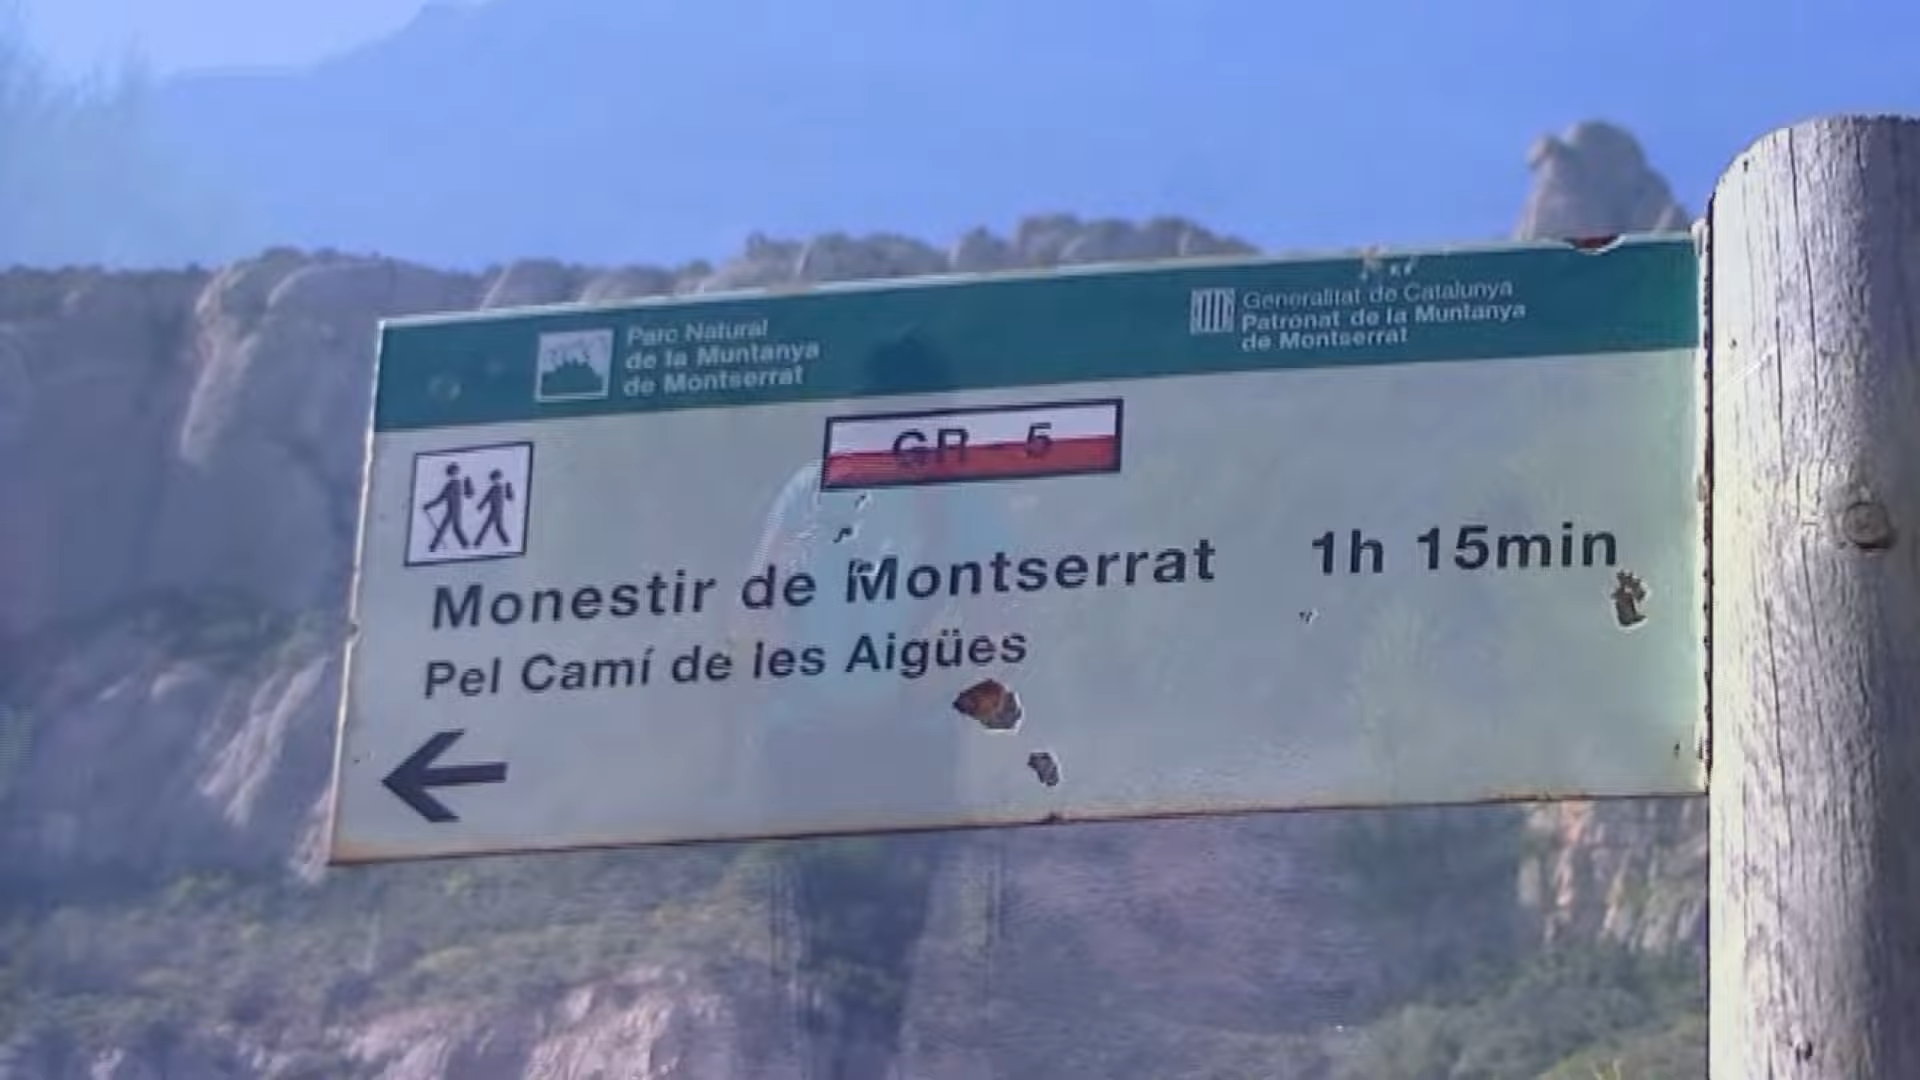 Parc Natural
de la Muntanya
de Montserrat
Generalitat de Catalunya
Patronat de la Muntanya
de Montserrat
GR - 5
Monestir de Montserrat 1h 15min
Pel Camí de les Aigües